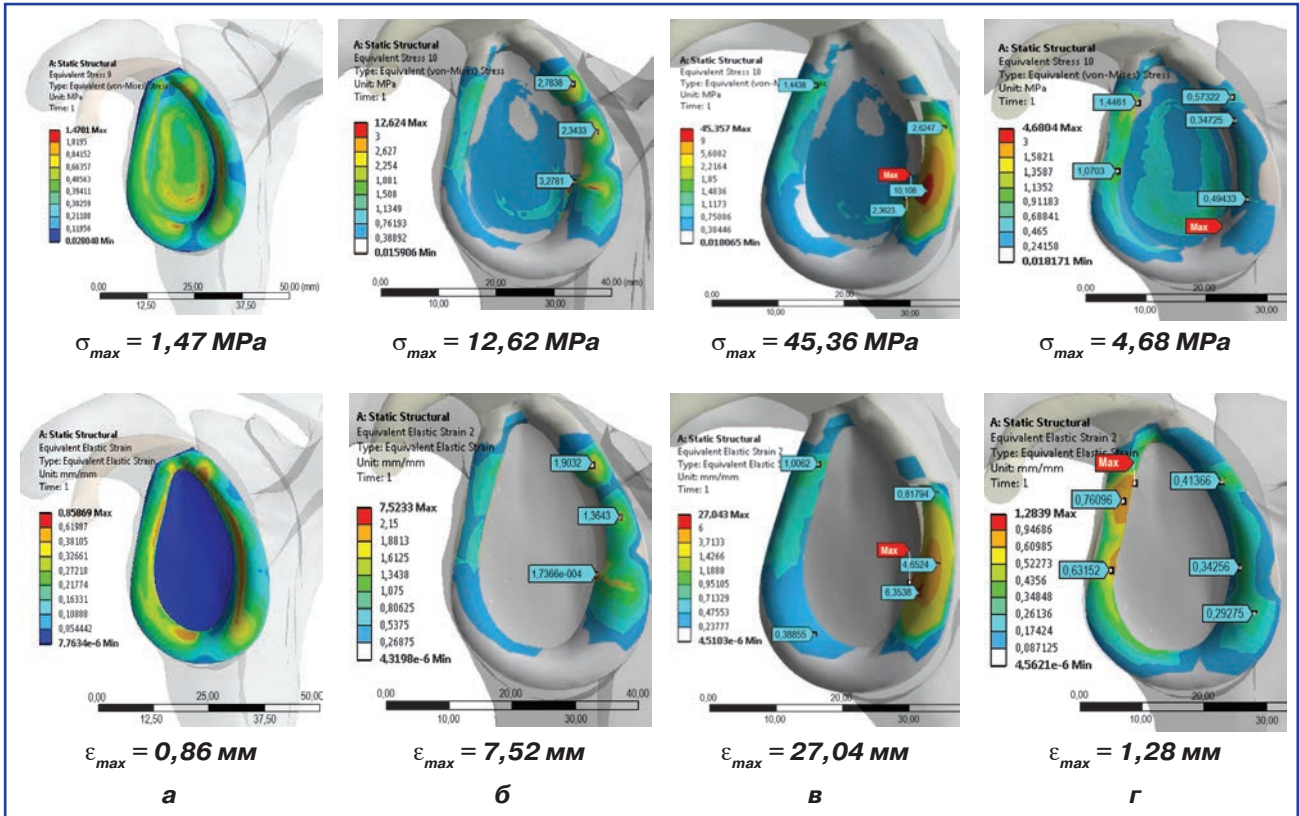 A: Static Structural
Equivalent Stress 9
Type: Equivalent (von-Mises) Stress
Unit: MPa
Time: 1
1,4701 Max
1,0195
0,84152
0,66357
0,48563
0,39411
0,30259
0,21108
0,11956
0,028048 Min
0,00
25,00
50,00 (mm)
12,50
37,50
σmax = 1,47 MPa
A: Static Structural
Equivalent Stress 10
Type: Equivalent (von-Mises) Stress
Unit: MPa
Time: 1
12,624 Max
3
2,627
2,254
1,881
1,508
1,1349
0,76193
0,38892
0,015906 Min
2,7838
2,3433
3,2781
0,00
20,00
40,00 (mm)
10,00
30,00
σmax = 12,62 MPa
A: Static Structural
Equivalent Stress 10
Type: Equivalent (von-Mises)
Unit: MPa
Time: 1
45,357 Max
9
5,6082
2,2164
1,85
1,4836
1,1173
0,75086
0,38446
0,018065 Min
1,4438
2,6247
Max
10,108
2,3623
0,00
20,00
10,00
30,00
σmax = 45,36 MPa
A: Static Structural
Equivalent Stress 10
Type: Equivalent (von-Mises) Stress
Unit: MPa
Time: 1
4,6804 Max
3
1,5821
1,3587
1,1352
0,91183
0,68841
0,465
0,24158
0,018171 Min
1,4461
0,57322
0,34725
1,0703
0,49433
Max
0,00
20,00
10,00
30,00
σmax = 4,68 MPa
A: Static Structural
Equivalent Elastic Strain
Type: Equivalent Elastic Strain
Unit: mm/mm
Time: 1
0,85869 Max
0,61987
0,38105
0,32661
0,27218
0,21774
0,16331
0,10888
0,054442
7,7634e-6 Min
0,00
25,00
50,00
12,50
37,50
εmax = 0,86 мм
а
A: Static Structural
Equivalent Elastic Strain 2
Type: Equivalent Elastic Strain
Unit: mm/mm
Time: 1
7,5233 Max
2,15
1,8813
1,6125
1,3438
1,075
0,80625
0,5375
0,26875
4,3198e-6 Min
1,9032
1,3643
1,7366e-004
0,00
20,00
40,00
10,00
30,00
εmax = 7,52 мм
б
A: Static Structural
Equivalent Elastic Strain 2
Type: Equivalent Elastic
Unit: mm/mm
Time: 1
27,043 Max
6
3,7133
1,4266
1,1888
0,95105
0,71329
0,47553
0,23777
4,5103e-6 Min
1,0062
0,81794
Max
4,6524
6,3538
0,38855
0,00
20,00
10,00
30,00
εmax = 27,04 мм
в
A: Static Structural
Equivalent Elastic Strain 2
Type: Equivalent Elastic Strain
Unit: mm/mm
Time: 1
1,2839 Max
0,94686
0,60985
0,52273
0,4356
0,34848
0,26136
0,17424
0,087125
4,5621e-6 Min
Max
0,76096
0,41366
0,63152
0,34256
0,29275
0,00
20,00
10,00
30,00
εmax = 1,28 мм
г